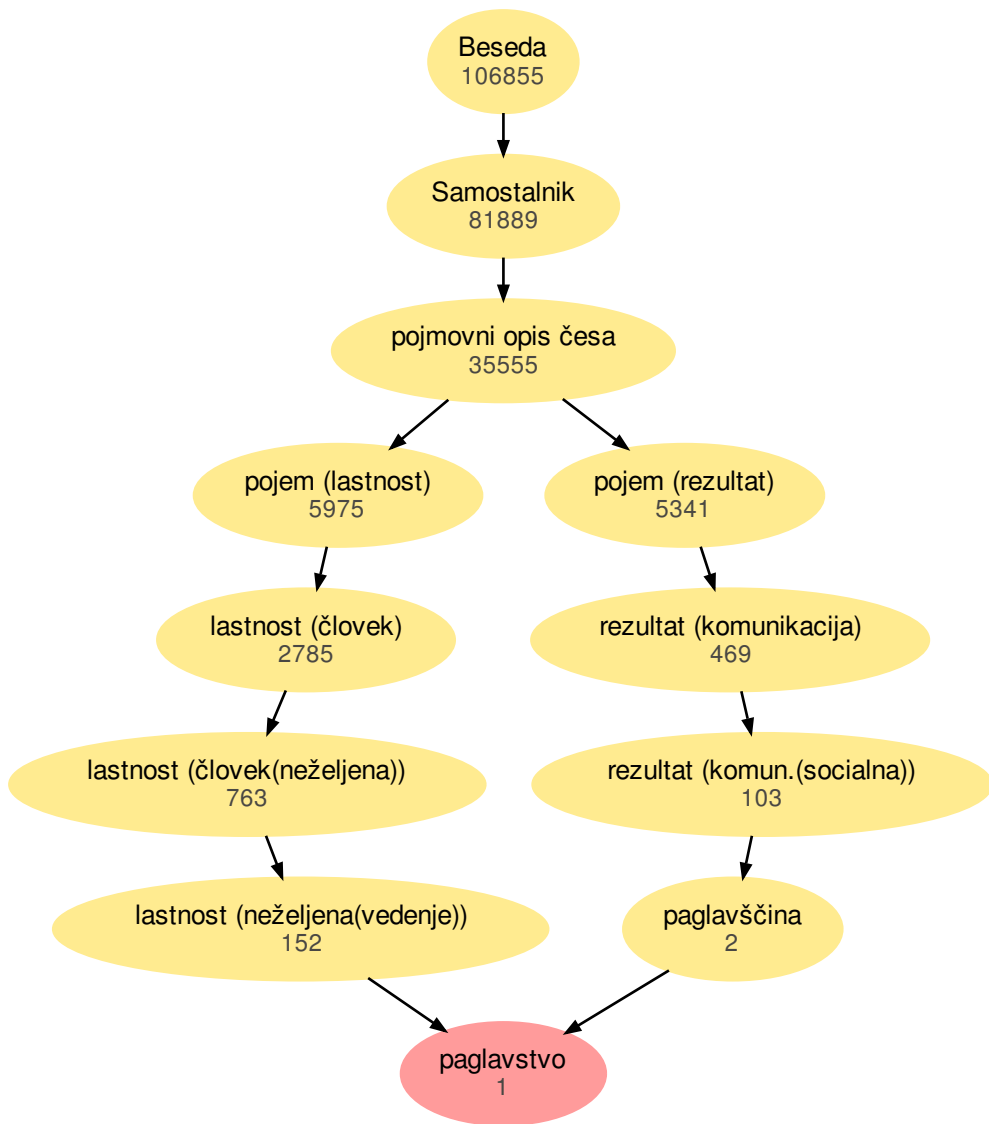 Beseda
106855
Samostalnik
81889
pojmovni opis česa
35555
pojem (lastnost)
5975
pojem (rezultat)
5341
lastnost (človek)
2785
rezultat (komunikacija)
469
lastnost (človek(neželjena))
763
rezultat (komun.(socialna))
103
lastnost (neželjena(vedenje))
152
paglavščina
2
paglavstvo
1